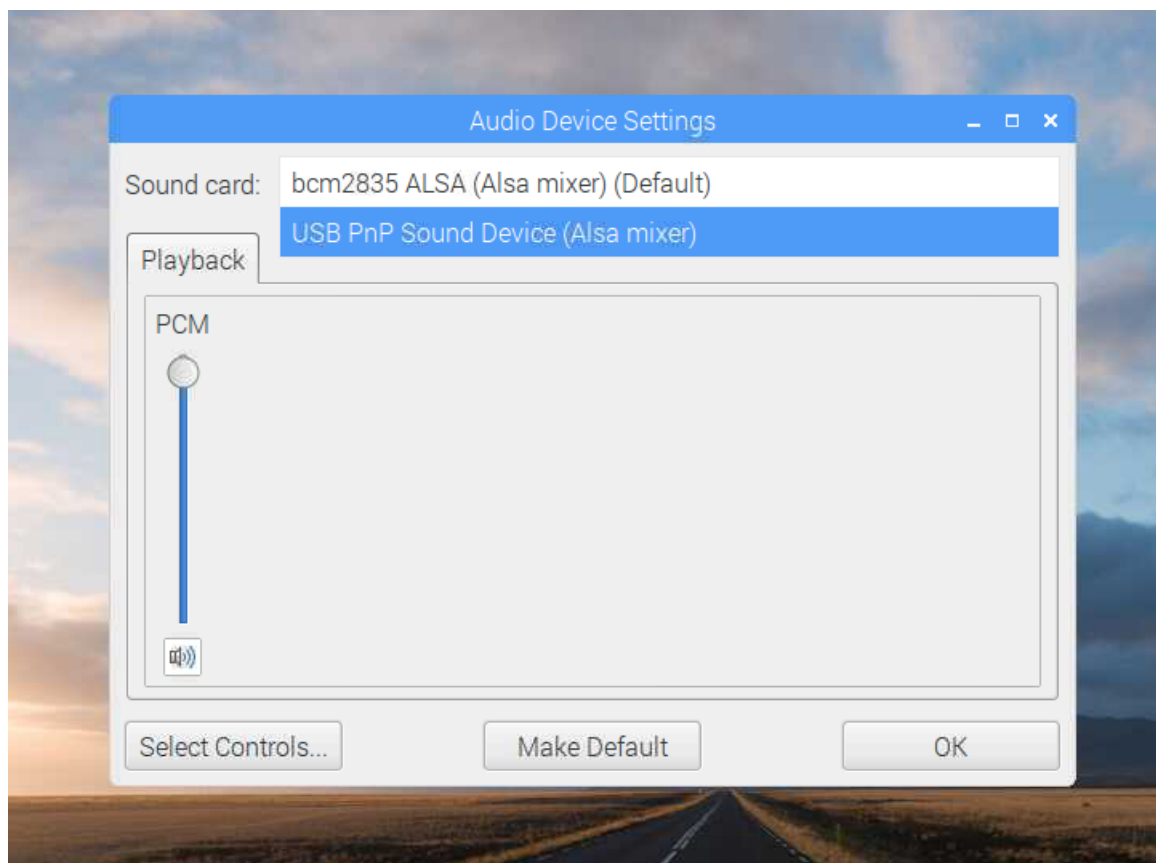 Audio Device Settings
Sound card: bcm2835 ALSA (Alsa mixer) (Default)
USB PnP Sound Device (Alsa mixer)
Playback
PCM
Select Controls... Make Default OK